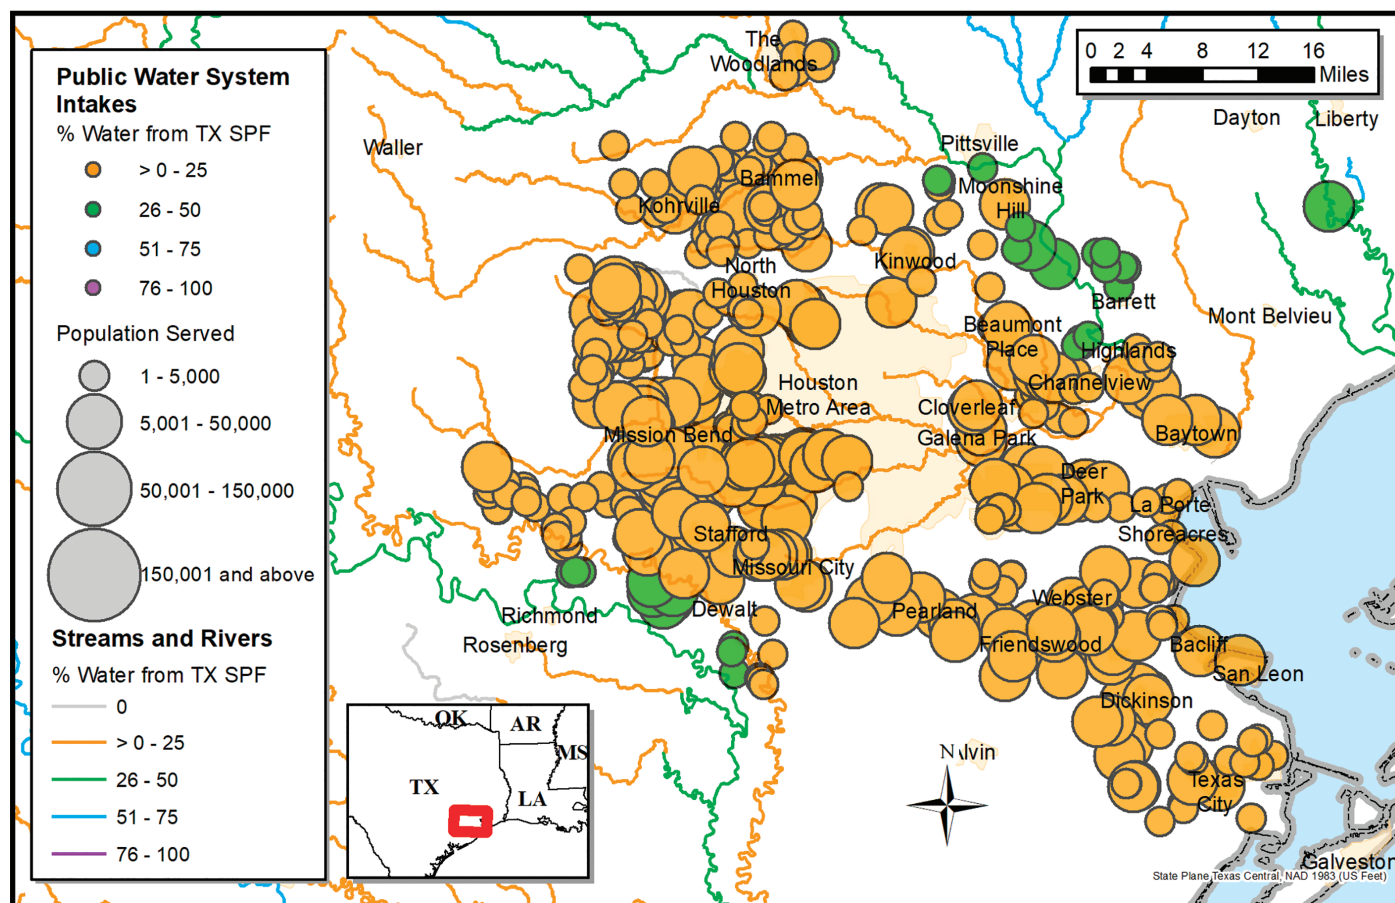 Public Water System
Intakes
% Water from TX SPF
> 0 - 25
26 - 50
51 - 75
76 - 100
Population Served
1 - 5,000
5,001 - 50,000
50,001 - 150,000
150,001 and above
Streams and Rivers
% Water from TX SPF
0
> 0 - 25
26 - 50
51 - 75
76 - 100
0 2 4 8 12 16
Miles
The
Woodlands
Waller
Pittsville
Dayton
Liberty
Bammel
Kohrville
Moonshine
Hill
North
Houston
Kinwood
Barrett
Mont Belvieu
Beaumont
Place
Highlands
Houston
Metro Area
Channelview
Cloverleaf
Galena Park
Mission Bend
Baytown
Deer
Park
La Porte
Shoreacres
Stafford
Missouri City
Richmond
Rosenberg
Dewalt
Pearland
Webster
Friendswood
Bacliff
San Leon
Dickinson
N
lvin
Texas
City
Galveston
OK
AR
MS
TX
LA
State Plane Texas Central, NAD 1983 (US Feet)